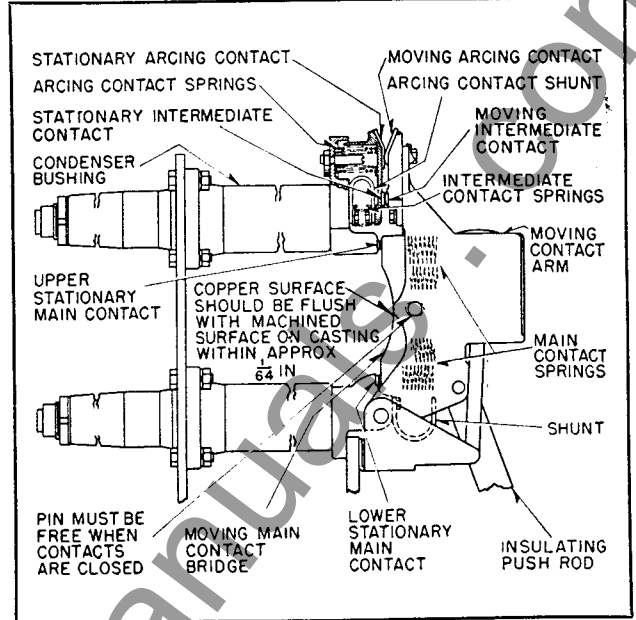 STATIONARY ARCING CONTACT
ARCING CONTACT SPRINGS
STATIONARY INTERMEDIATE
CONTACT
CONDENSER
BUSHING
MOVING ARCING CONTACT
ARCING CONTACT SHUNT
MOVING
INTERMEDIATE
CONTACT
INTERMEDIATE
CONTACT SPRINGS
MOVING
CONTACT
ARM
UPPER
STATIONARY
MAIN CONTACT
COPPER SURFACE
SHOULD BE FLUSH
WITH MACHINED
SURFACE ON CASTING
WITHIN APPROX
1/64 IN
MAIN
CONTACT
SPRINGS
SHUNT
PIN MUST BE
FREE WHEN
CONTACTS
ARE CLOSED
MOVING MAIN
CONTACT
BRIDGE
LOWER
STATIONARY
MAIN
CONTACT
INSULATING
PUSH ROD
anuals.com